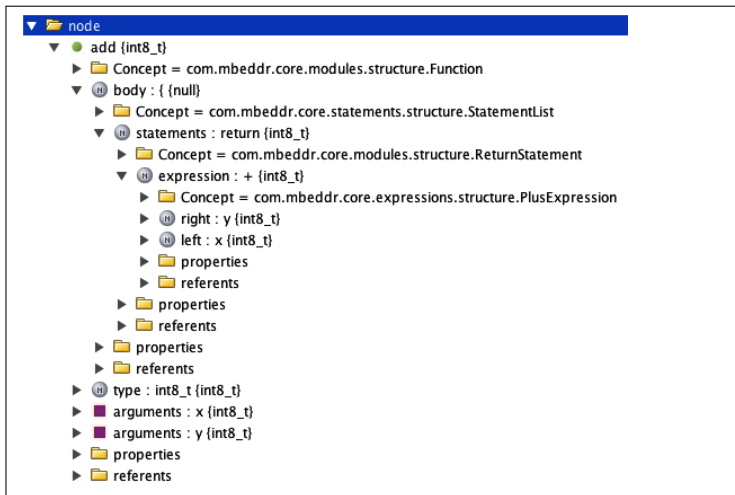 node
add {int8_t}
Concept = com.mbeddr.core.modules.structure.Function
body : { {null}
Concept = com.mbeddr.core.statements.structure.StatementList
statements : return {int8_t}
Concept = com.mbeddr.core.modules.structure.ReturnStatement
expression : + {int8_t}
Concept = com.mbeddr.core.expressions.structure.PlusExpression
right : y {int8_t}
left : x {int8_t}
properties
referents
properties
referents
properties
referents
type : int8_t {int8_t}
arguments : x {int8_t}
arguments : y {int8_t}
properties
referents